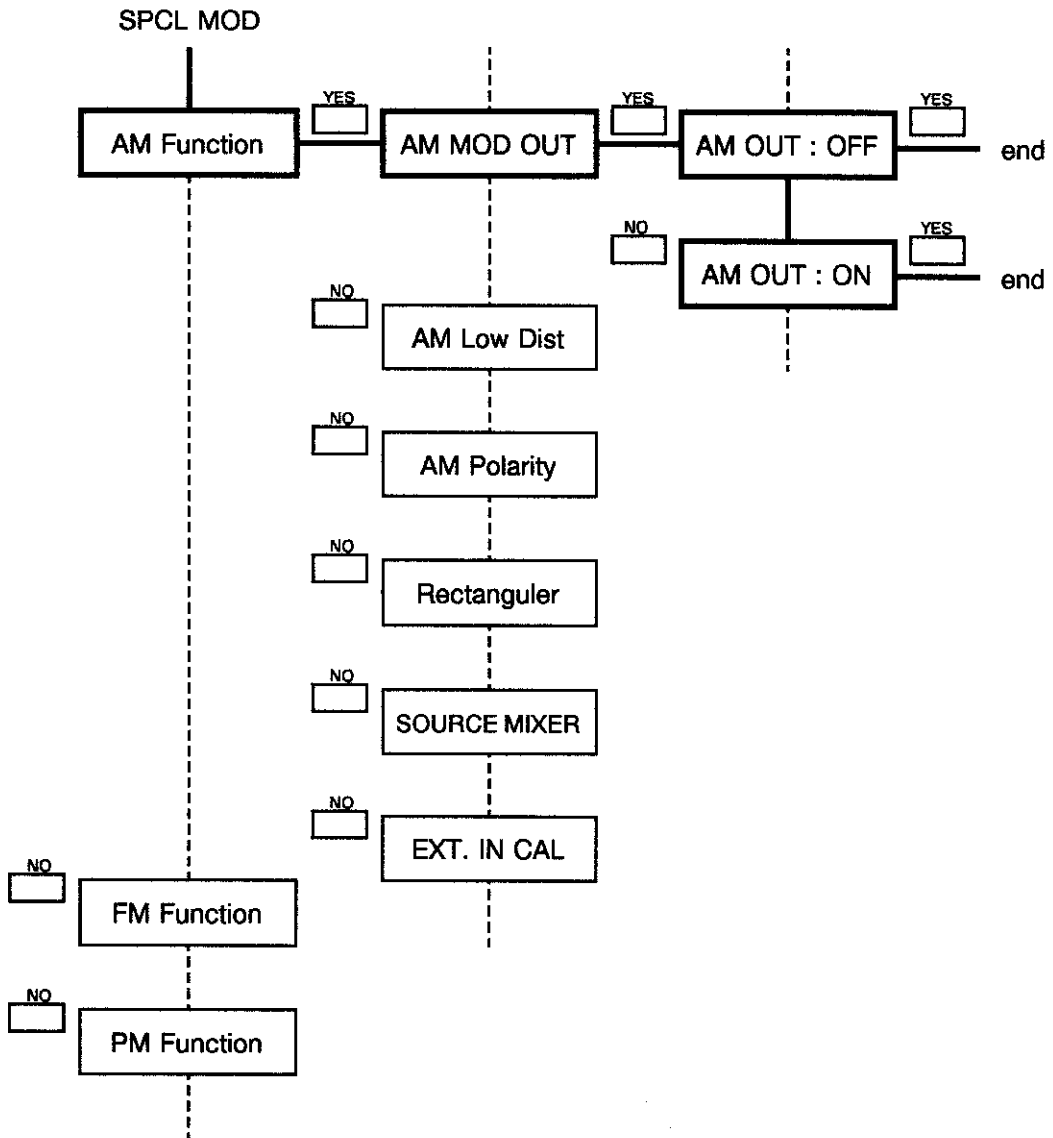 SPCL MOD
AM Function
YES
AM MOD OUT
YES
AM OUT : OFF
YES
end
NO
AM OUT : ON
YES
end
NO
AM Low Dist
NO
AM Polarity
NO
Rectanguler
NO
SOURCE MIXER
NO
EXT. IN CAL
NO
FM Function
NO
PM Function